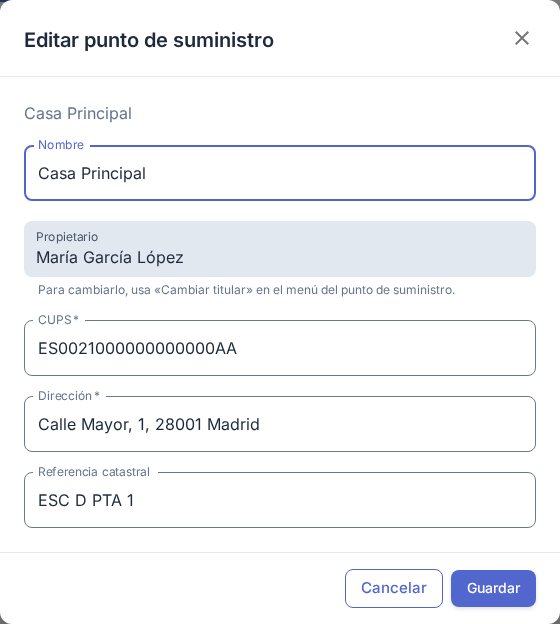 Editar punto de suministro
Casa Principal
Nombre
Casa Principal
Propietario
María García López
Para cambiarlo, usa «Cambiar titular» en el menú del punto de suministro.
CUPS*
ES0021000000000000AA
Dirección *
Calle Mayor, 1, 28001 Madrid
Referencia catastral
ESC D PTA 1
Cancelar
Guardar